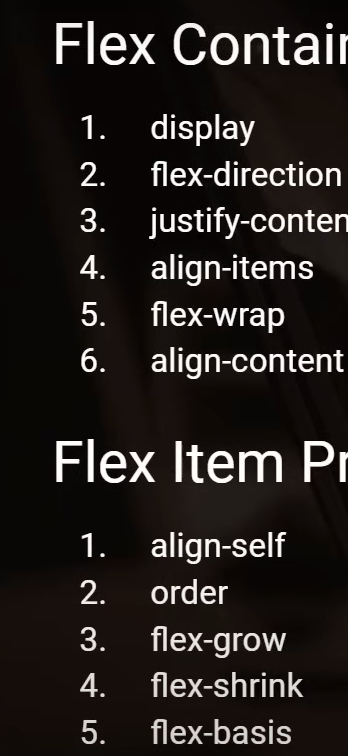 Flex Contai
1. display
2. flex-direction
3. justify-conten
4. align-items
5. flex-wrap
6. align-content
Flex Item Pr
1. align-self
2. order
3. flex-grow
4. flex-shrink
5. flex-basis